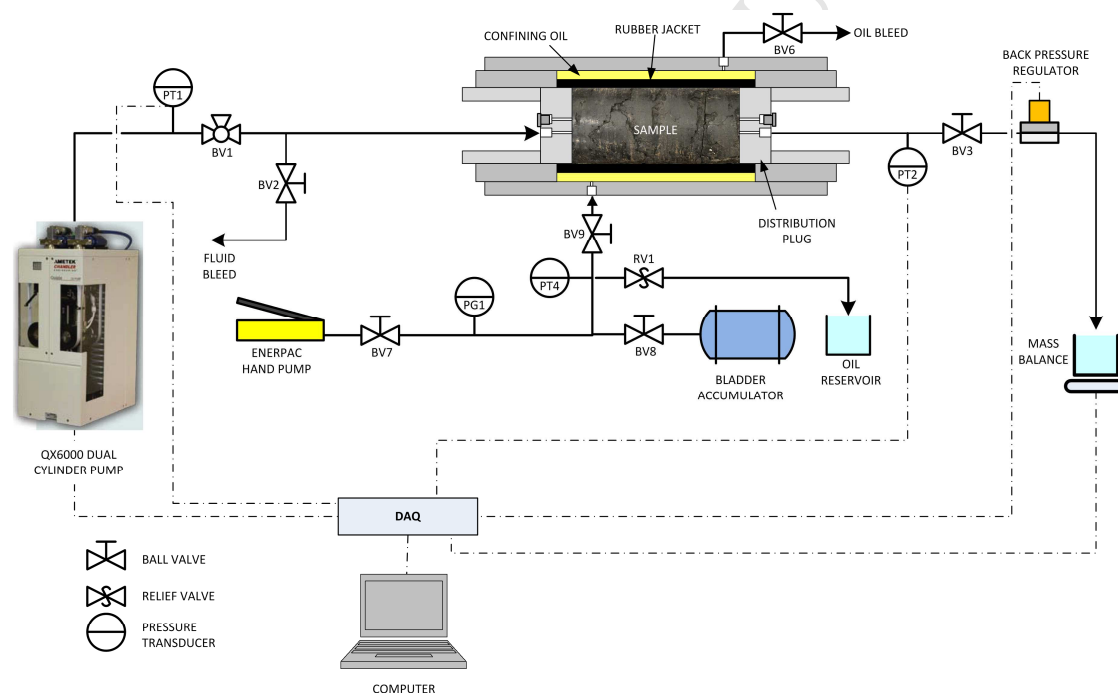 CONFINING OIL
RUBBER JACKET
BV6
OIL BLEED
BACK PRESSURE
REGULATOR
PT1
BV1
SAMPLE
BV3
PT2
BV2
FLUID
BLEED
BV9
DISTRIBUTION
PLUG
AMETEK
CHANDLER
PT4
RV1
PG1
ENERPAC
HAND PUMP
BV7
BV8
BLADDER
ACCUMULATOR
OIL
RESERVOIR
MASS
BALANCE
QX6000 DUAL
CYLINDER PUMP
DAQ
BALL VALVE
RELIEF VALVE
PRESSURE
TRANSDUCER
COMPUTER